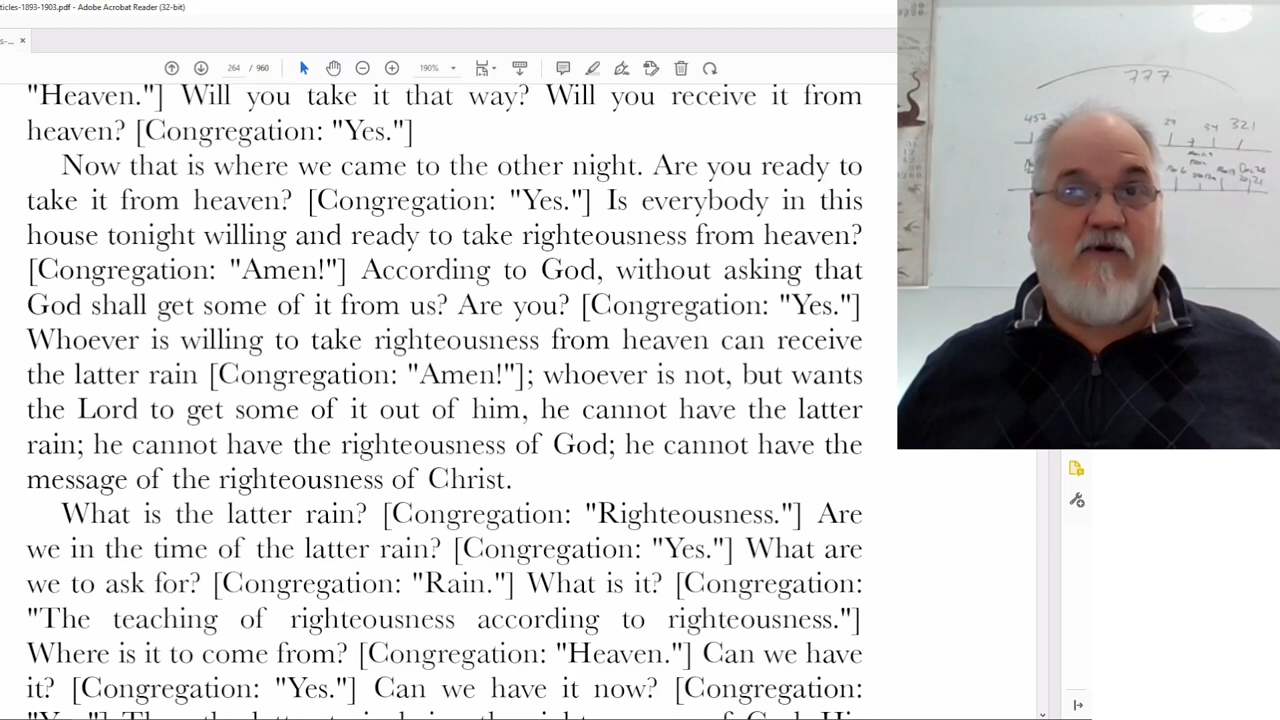 ticles-1893-1903.pdf - Adobe Acrobat Reader (32-bit)
s-... ×
264 / 960
190%
"Heaven."] Will you take it that way? Will you receive it from
heaven? [Congregation: "Yes."]
Now that is where we came to the other night. Are you ready to
take it from heaven? [Congregation: "Yes."] Is everybody in this
house tonight willing and ready to take righteousness from heaven?
[Congregation: "Amen!"] According to God, without asking that
God shall get some of it from us? Are you? [Congregation: "Yes."]
Whoever is willing to take righteousness from heaven can receive
the latter rain [Congregation: "Amen!"]; whoever is not, but wants
the Lord to get some of it out of him, he cannot have the latter
rain; he cannot have the righteousness of God; he cannot have the
message of the righteousness of Christ.
What is the latter rain? [Congregation: "Righteousness."] Are
we in the time of the latter rain? [Congregation: "Yes."] What are
we to ask for? [Congregation: "Rain."] What is it? [Congregation:
"The teaching of righteousness according to righteousness."]
Where is it to come from? [Congregation: "Heaven."] Can we have
it? [Congregation: "Yes."] Can we have it now? [Congregation:
777
457
34
321